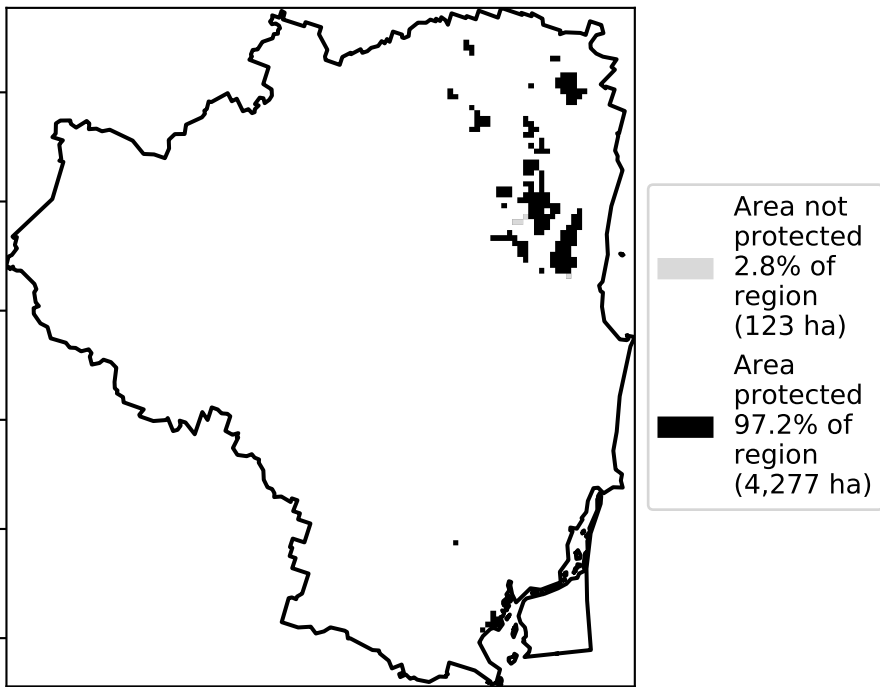 Area not
protected
2.8% of
region
(123 ha)
Area
protected
97.2% of
region
(4,277 ha)